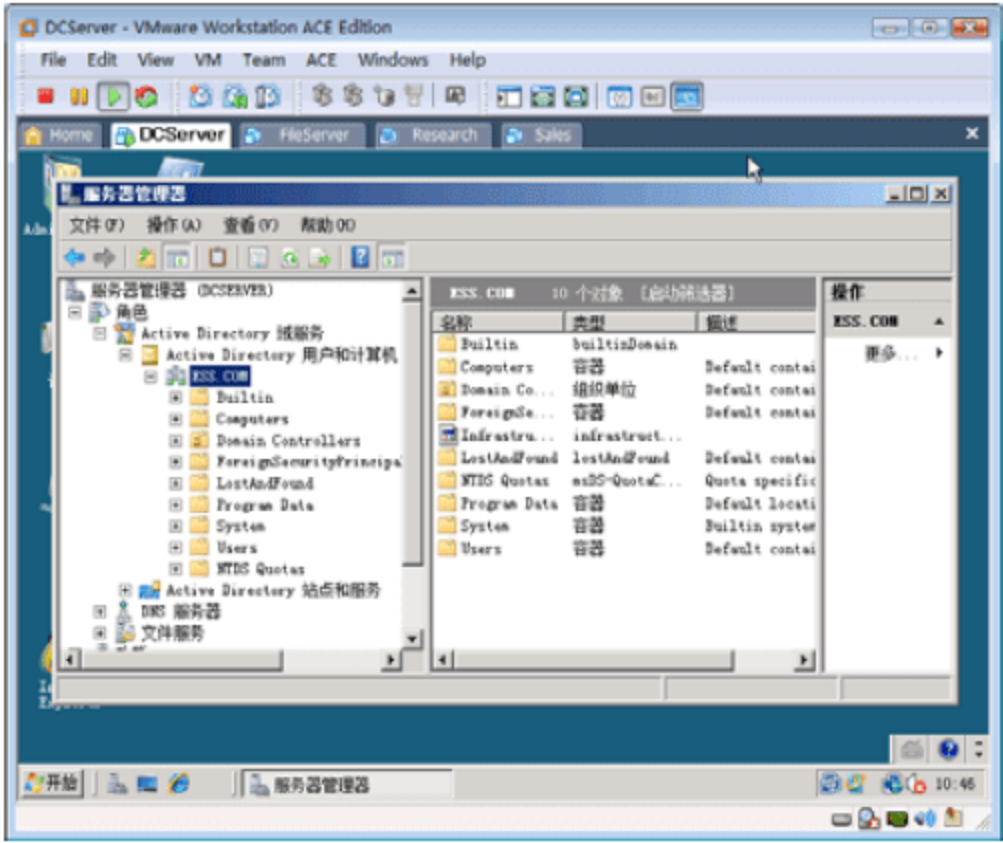 DCServer - VMware Workstation ACE Edition
File Edit View VM Team ACE Windows Help
Home DCServer FileServer Research Sales
服务器管理器
文件(F) 操作(A) 查看(V) 帮助(H)
服务器管理器 (DCSERVER)
角色
Active Directory 域服务
Active Directory 用户和计算机
ESS.COM
Builtin
Computers
Domain Controllers
ForeignSecurityPrincipa
LostAndFound
Program Data
System
Users
NTDS Quotas
Active Directory 站点和服务
DNS 服务器
文件服务
ESS.COM 10 个对象 [启动筛选器]
名称 类型 描述
Builtin builtinDomain
Computers 容器 Default contai
Domain Co... 组织单位 Default contai
ForeignSe... 容器 Default contai
Infrastru... infrastruct...
LostAndFound lostAndFound Default contai
NTDS Quotas msDS-QuotaC... Quota specific
Program Data 容器 Default locati
System 容器 Builtin system
Users 容器 Default contai
操作
ESS.COM
更多...
开始 服务器管理器 10:46